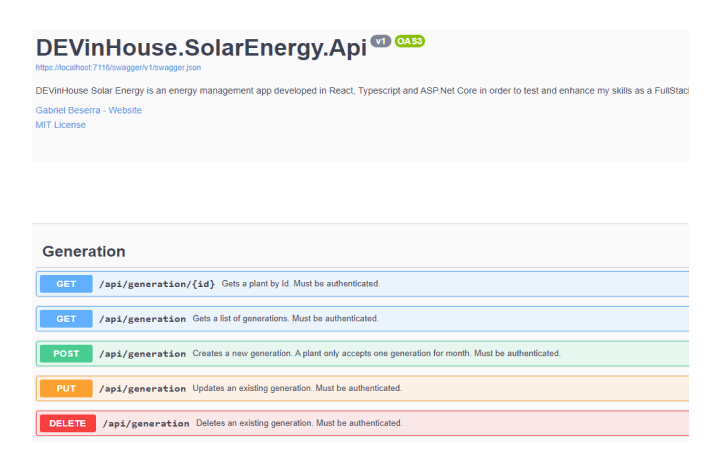 DEVinHouse.SolarEnergy.Api v1 OAS3
https://localhost:7116/swagger/v1/swagger.json
DEVinHouse Solar Energy is an energy management app developed in React, Typescript and ASP.Net Core in order to test and enhance my skills as a FullStac
Gabriel Beserra - Website
MIT License
Generation
GET /api/generation/{id} Gets a plant by Id. Must be authenticated.
GET /api/generation Gets a list of generations. Must be authenticated.
POST /api/generation Creates a new generation. A plant only accepts one generation for month. Must be authenticated.
PUT /api/generation Updates an existing generation. Must be authenticated.
DELETE /api/generation Deletes an existing generation. Must be authenticated.